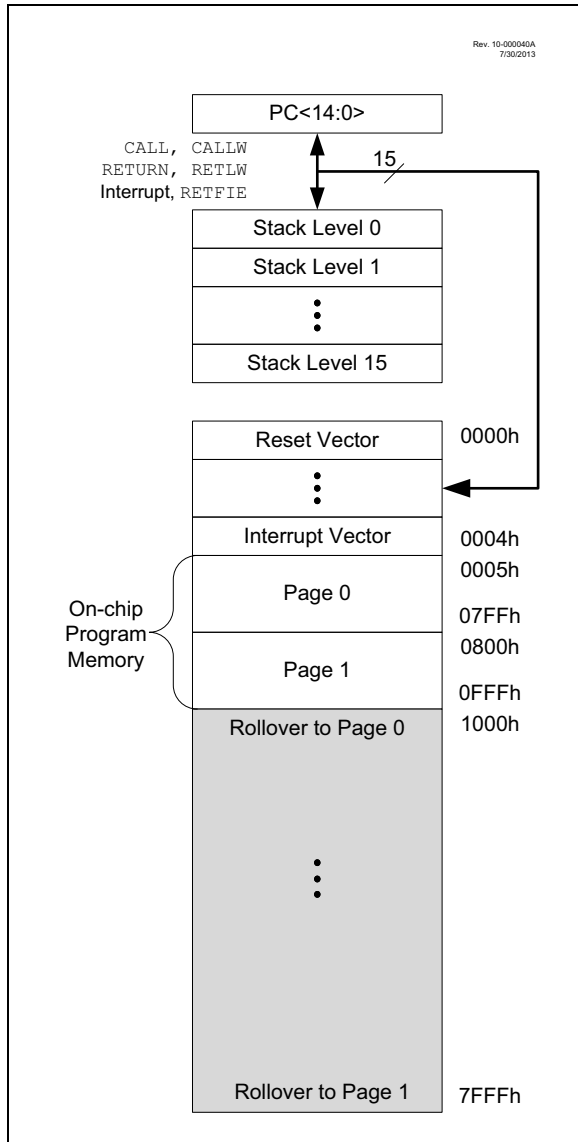 Rev. 10-000040A
7/30/2013
PC<14:0>
CALL, CALLW
RETURN, RETLW
Interrupt, RETFIE
15
Stack Level 0
Stack Level 1
Stack Level 15
Reset Vector
0000h
Interrupt Vector
0004h
0005h
Page 0
On-chip
Program
Memory
07FFh
0800h
Page 1
0FFFh
Rollover to Page 0
1000h
Rollover to Page 1
7FFFh